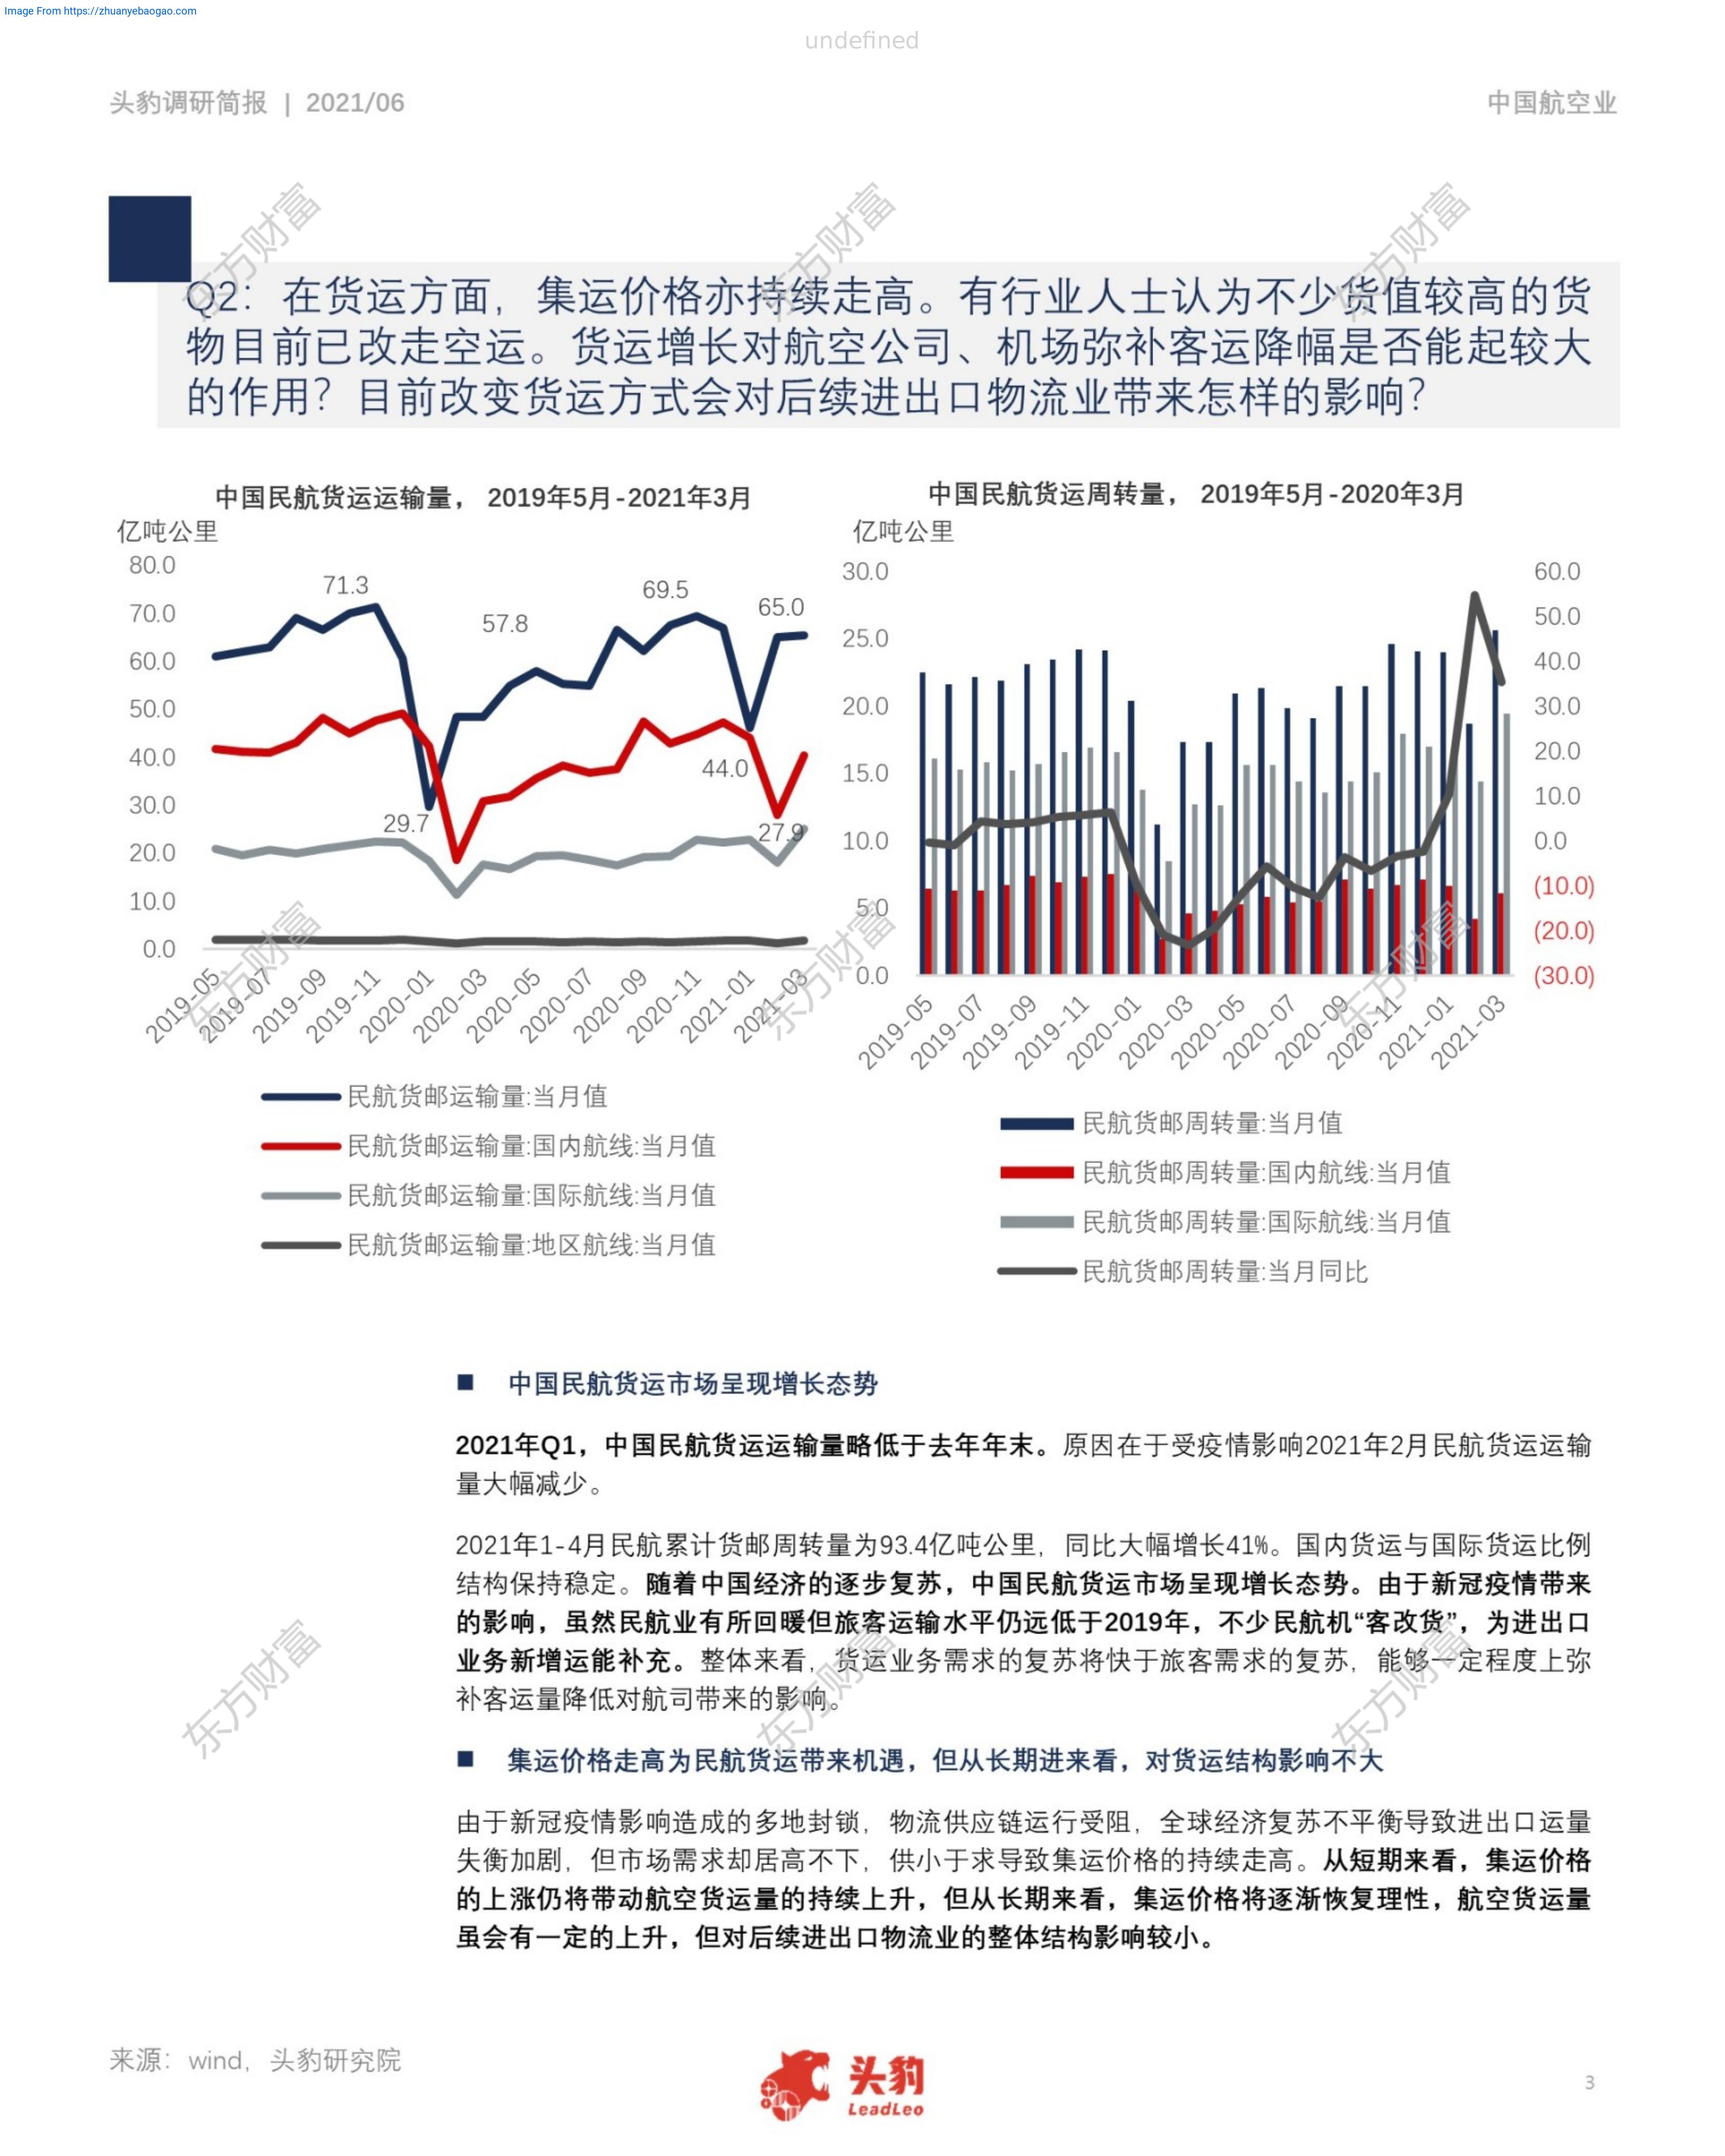 Image From https://zhuanyebaogao.com
undefined
头豹调研简报 | 2021/06
中国航空业
Q2：在货运方面，集运价格亦持续走高。有行业人士认为不少货值较高的货
物目前已改走空运。货运增长对航空公司、机场弥补客运降幅是否能起较大
的作用？目前改变货运方式会对后续进出口物流业带来怎样的影响？
中国民航货运运输量， 2019年5月-2021年3月
亿吨公里
80.0
70.0
60.0
50.0
40.0
30.0
20.0
10.0
0.0
71.3
57.8
69.5
65.0
29.7
44.0
27.9
2019-05
2019-07
2019-09
2019-11
2020-01
2020-03
2020-05
2020-07
2020-09
2020-11
2021-01
2021-03
民航货邮运输量:当月值
民航货邮运输量:国内航线:当月值
民航货邮运输量:国际航线:当月值
民航货邮运输量:地区航线:当月值
中国民航货运周转量， 2019年5月-2020年3月
亿吨公里
30.0
25.0
20.0
15.0
10.0
5.0
0.0
60.0
50.0
40.0
30.0
20.0
10.0
0.0
(10.0)
(20.0)
(30.0)
2019-05
2019-07
2019-09
2019-11
2020-01
2020-03
2020-05
2020-07
2020-09
2020-11
2021-01
2021-03
民航货邮周转量:当月值
民航货邮周转量:国内航线:当月值
民航货邮周转量:国际航线:当月值
民航货邮周转量:当月同比
■ 中国民航货运市场呈现增长态势
2021年Q1，中国民航货运运输量略低于去年年末。原因在于受疫情影响2021年2月民航货运运输
量大幅减少。
2021年1-4月民航累计货邮周转量为93.4亿吨公里，同比大幅增长41%。国内货运与国际货运比例
结构保持稳定。随着中国经济的逐步复苏，中国民航货运市场呈现增长态势。由于新冠疫情带来
的影响，虽然民航业有所回暖但旅客运输水平仍远低于2019年，不少民航机“客改货”，为进出口
业务新增运能补充。整体来看，货运业务需求的复苏将快于旅客需求的复苏，能够一定程度上弥
补客运量降低对航司带来的影响。
■ 集运价格走高为民航货运带来机遇，但从长期进来看，对货运结构影响不大
由于新冠疫情影响造成的多地封锁，物流供应链运行受阻，全球经济复苏不平衡导致进出口运量
失衡加剧，但市场需求却居高不下，供小于求导致集运价格的持续走高。从短期来看，集运价格
的上涨仍将带动航空货运量的持续上升，但从长期来看，集运价格将逐渐恢复理性，航空货运量
虽会有一定的上升，但对后续进出口物流业的整体结构影响较小。
来源：wind，头豹研究院
头豹
LeadLeo
3
东方财富
东方财富
东方财富
东方财富
东方财富
东方财富
东方财富
东方财富
东方财富